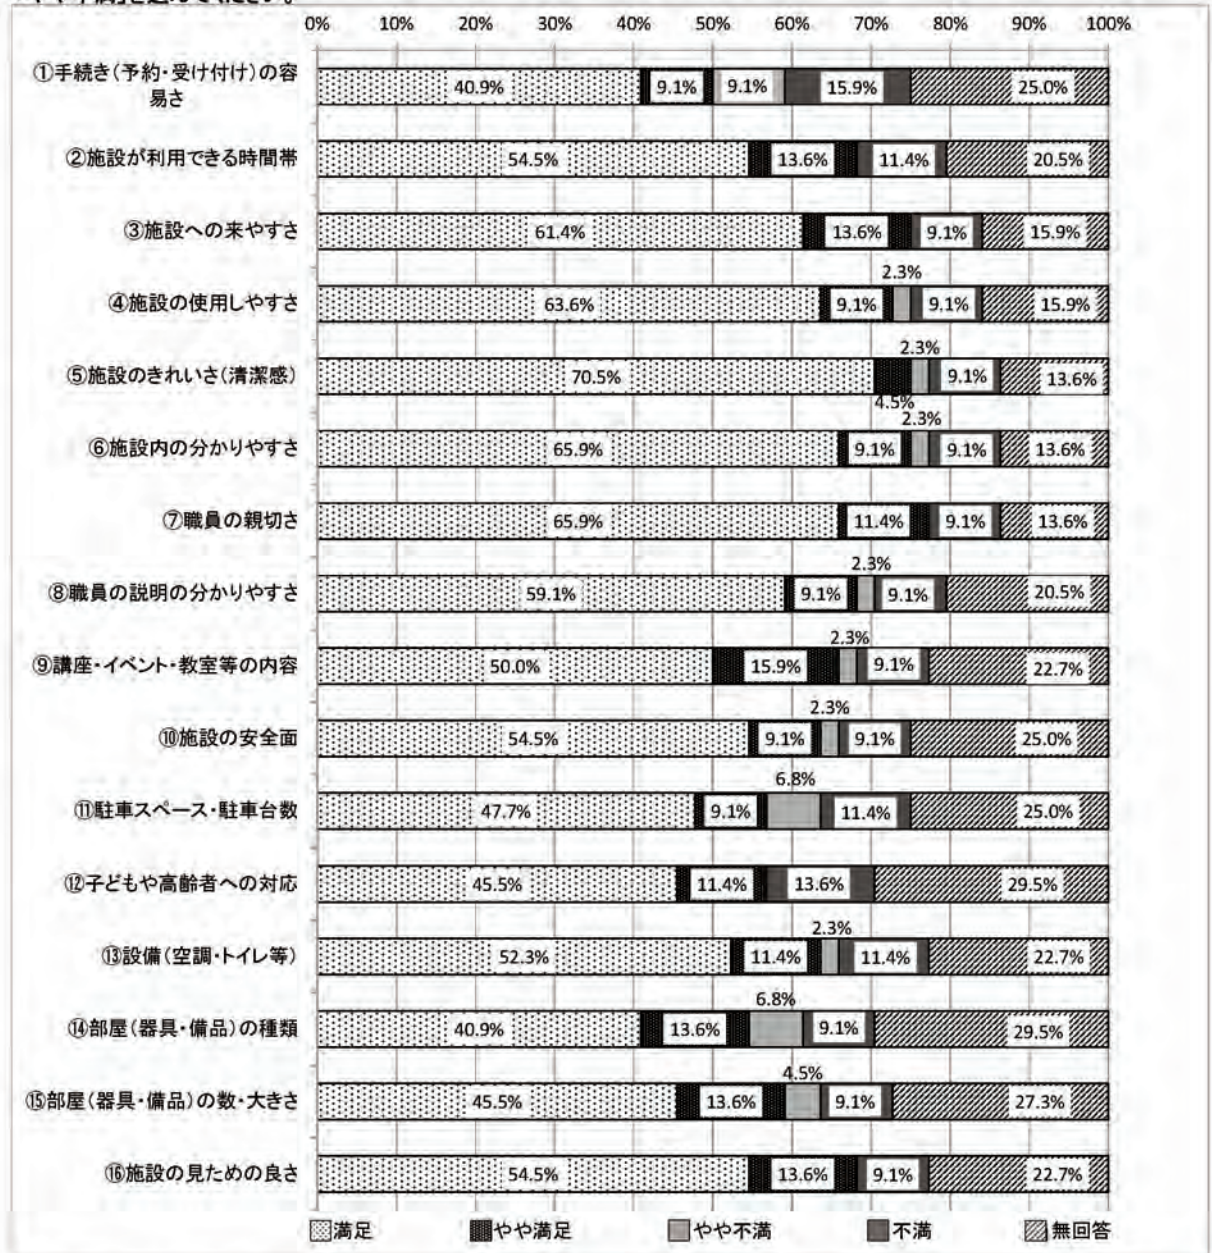 0% 10% 20% 30% 40% 50% 60% 70% 80% 90% 100%
①手続き(予約・受け付け)の容
易さ
40.9% 9.1% 9.1% 15.9% 25.0%
②施設が利用できる時間帯 54.5% 13.6% 11.4% 20.5%
③施設への来やすさ 61.4% 13.6% 9.1% 15.9%
2.3%
④施設の使用しやすさ 63.6% 9.1% 9.1% 15.9%
2.3%
⑤施設のきれいさ(清潔感) 70.5% 9.1% 13.6%
4.5%
2.3%
⑥施設内の分かりやすさ 65.9% 9.1% 9.1% 13.6%
⑦職員の親切さ 65.9% 11.4% 9.1% 13.6%
2.3%
⑧職員の説明の分かりやすさ 59.1% 9.1% 9.1% 20.5%
2.3%
⑨講座・イベント・教室等の内容 50.0% 15.9% 9.1% 22.7%
2.3%
⑩施設の安全面 54.5% 9.1% 9.1% 25.0%
6.8%
⑪駐車スペース・駐車台数 47.7% 9.1% 11.4% 25.0%
⑫子どもや高齢者への対応 45.5% 11.4% 13.6% 29.5%
2.3%
⑬設備(空調・トイレ等) 52.3% 11.4% 11.4% 22.7%
6.8%
⑭部屋(器具・備品)の種類 40.9% 13.6% 9.1% 29.5%
4.5%
⑮部屋(器具・備品)の数・大きさ 45.5% 13.6% 9.1% 27.3%
⑯施設の見ための良さ 54.5% 13.6% 9.1% 22.7%
満足 やや満足 やや不満 不満 無回答